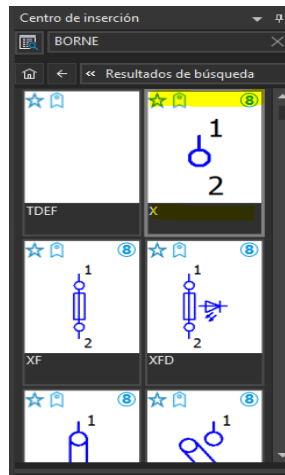 Centro de inserción
BORNE
« Resultados de búsqueda
8
1
2
TDEF
X
8
8
1
1
2
2
XF
XFD
8
8
1
1